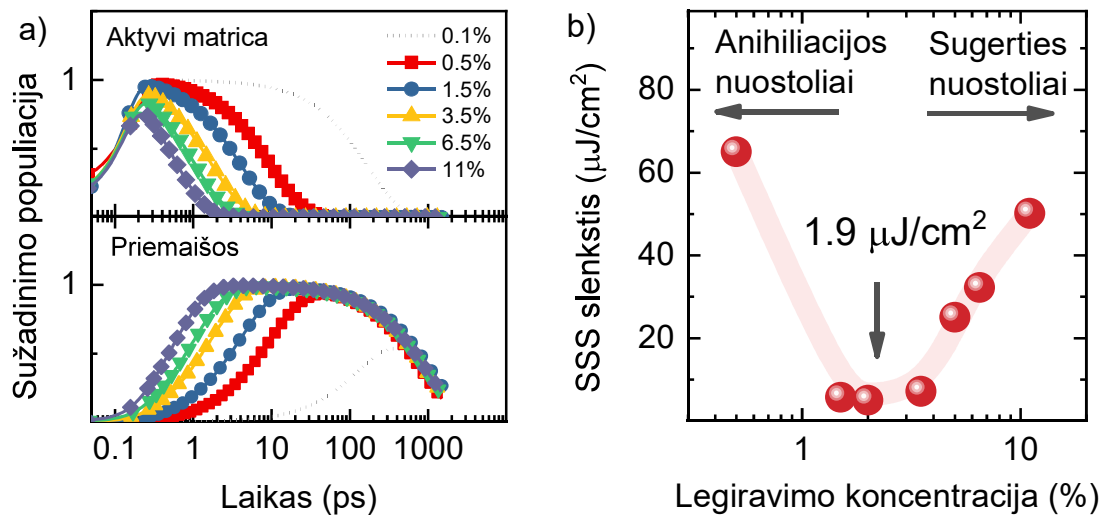 a)
Aktyvi matrica
0.1%
0.5%
1.5%
3.5%
6.5%
11%
1
Priemaišos
1
Sužadinimo populiacija
0.1 1 10 100 1000
Laikas (ps)
b)
Anihiliacijos
nuostoliai
Sugerties
nuostoliai
1.9 μJ/cm²
80
60
40
20
SSS slenkstis (μJ/cm²)
1 10
Legiravimo koncentracija (%)